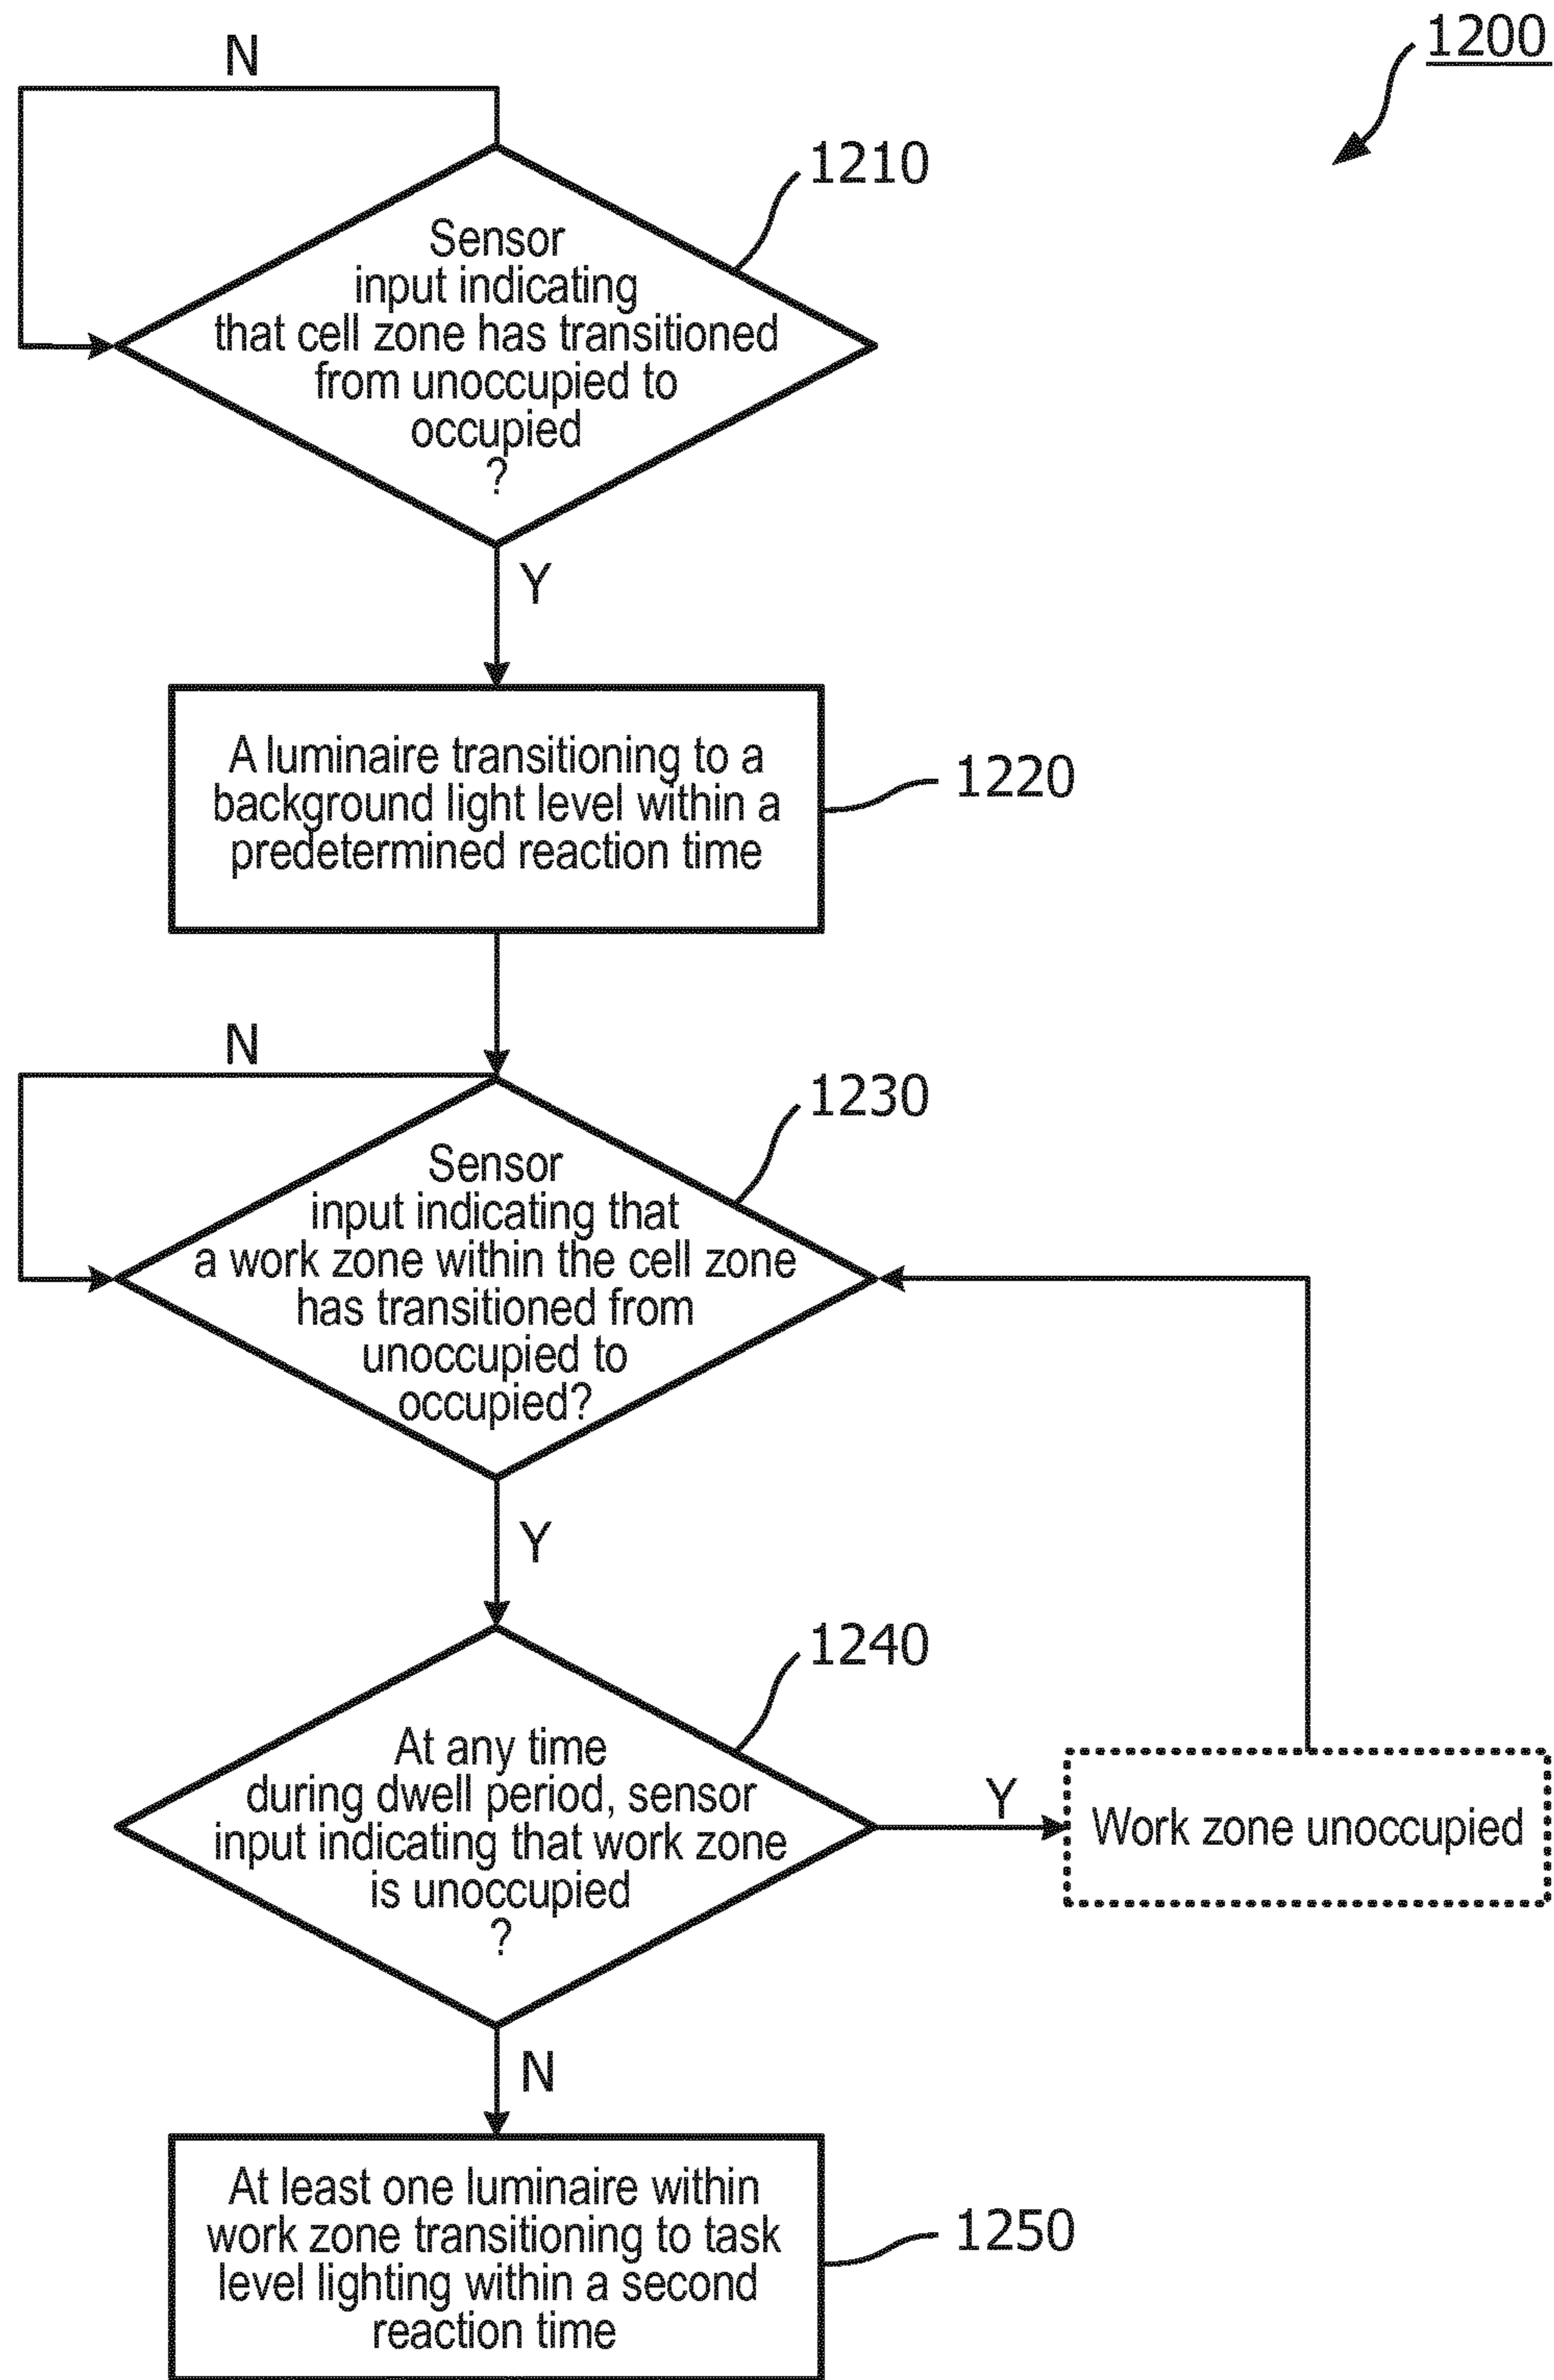 1200
N
1210
Sensor
input indicating
that cell zone has transitioned
from unoccupied to
occupied
?
Y
A luminaire transitioning to a
background light level within a
predetermined reaction time
1220
N
1230
Sensor
input indicating that
a work zone within the cell zone
has transitioned from
unoccupied to
occupied?
Y
1240
At any time
during dwell period, sensor
input indicating that work zone
is unoccupied
?
Y
Work zone unoccupied
N
At least one luminaire within
work zone transitioning to task
level lighting within a second
reaction time
1250